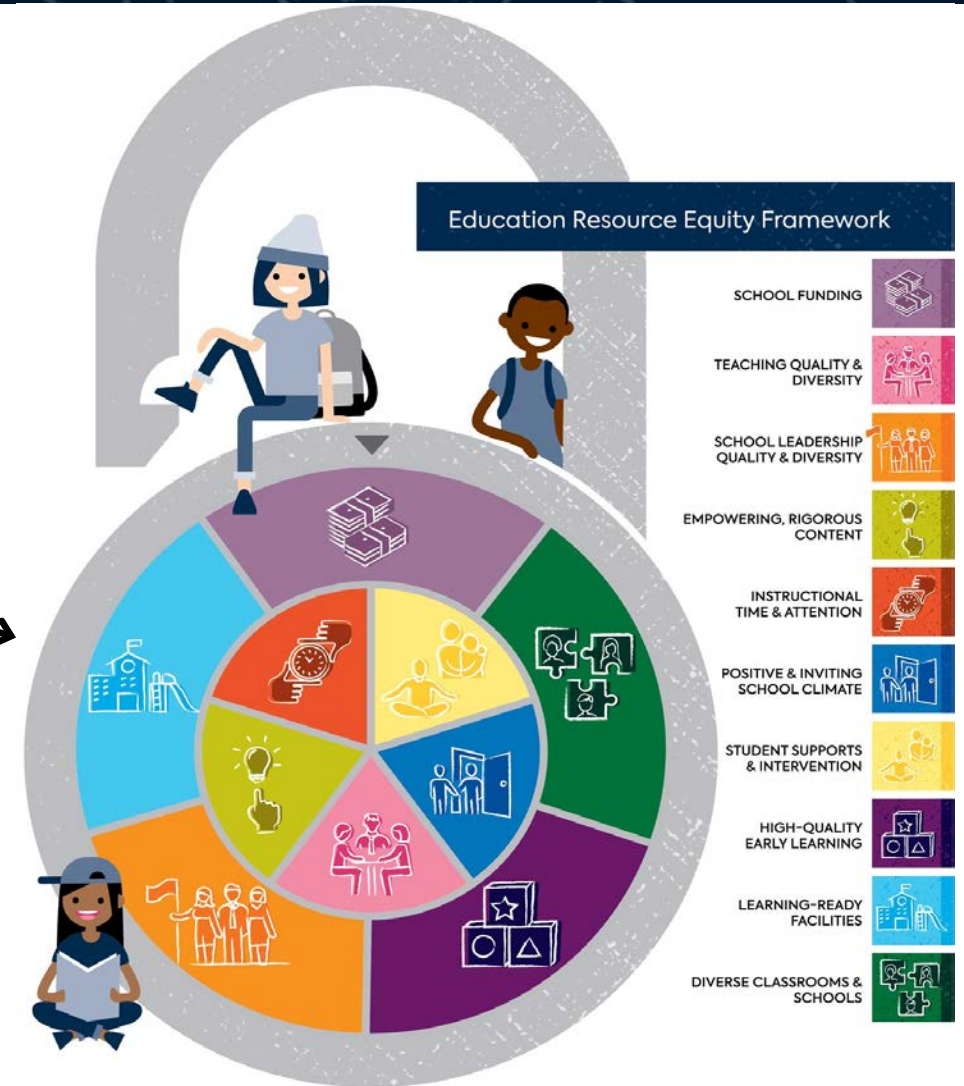 Education Resource Equity Framework
SCHOOL FUNDING
TEACHING QUALITY &
DIVERSITY
SCHOOL LEADERSHIP
QUALITY & DIVERSITY
EMPOWERING, RIGOROUS
CONTENT
INSTRUCTIONAL
TIME & ATTENTION
POSITIVE & INVITING
SCHOOL CLIMATE
STUDENT SUPPORTS
& INTERVENTION
HIGH-QUALITY
EARLY LEARNING
LEARNING-READY
FACILITIES
DIVERSE CLASSROOMS &
SCHOOLS